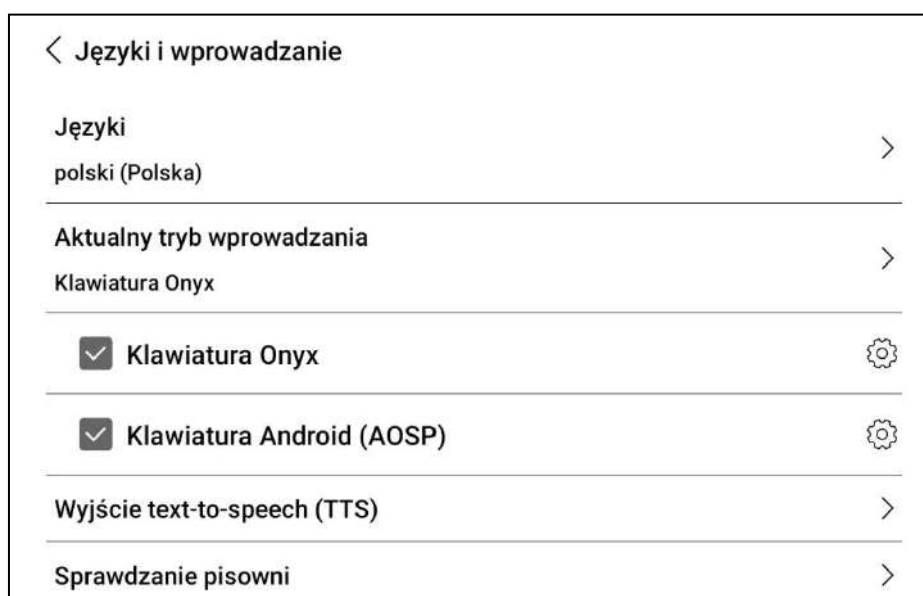 Języki i wprowadzanie
Języki
polski (Polska)
Aktualny tryb wprowadzania
Klawiatura Onyx
Klawiatura Onyx
Klawiatura Android (AOSP)
Wyjście text-to-speech (TTS)
Sprawdzanie pisowni